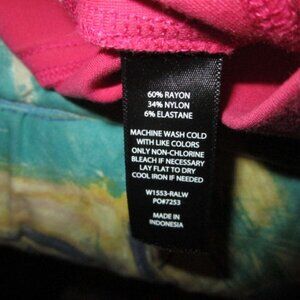 60% RAYON
34% NYLON
6% ELASTANE
MACHINE WASH COLD
WITH LIKE COLORS
ONLY NON-CHLORINE
BLEACH IF NECESSARY
LAY FLAT TO DRY
COOL IRON IF NEEDED
W1553-RALW
PO#7253
MADE IN
INDONESIA